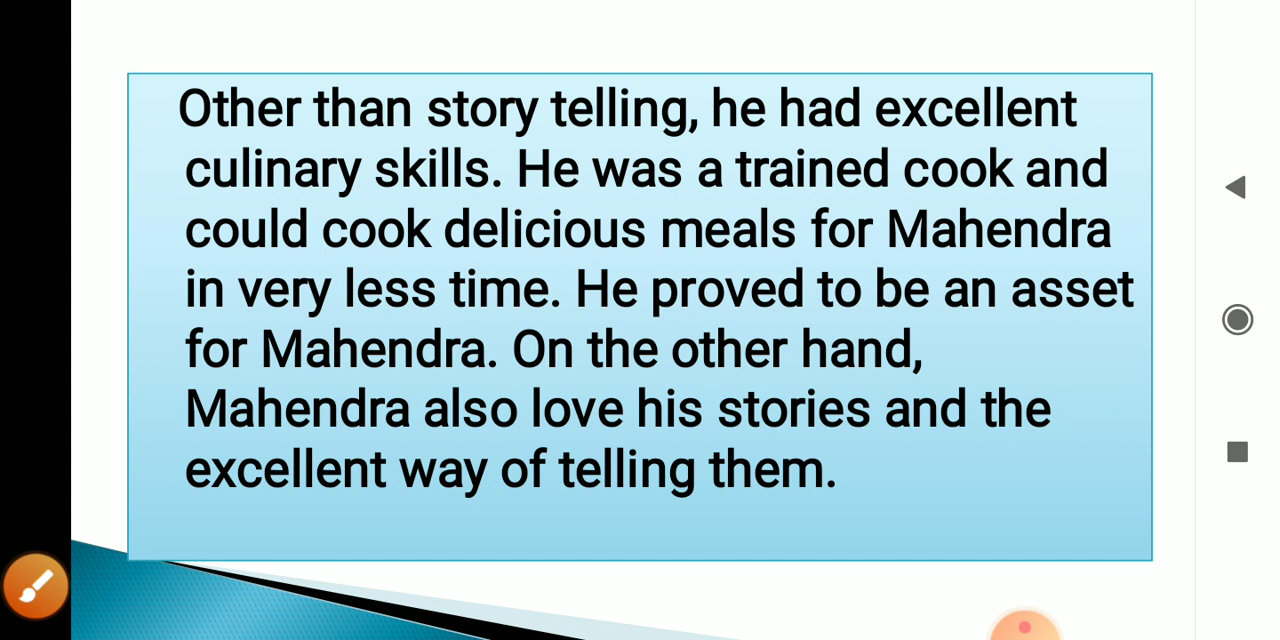 Other than story telling, he had excellent
culinary skills. He was a trained cook and
could cook delicious meals for Mahendra
in very less time. He proved to be an asset
for Mahendra. On the other hand,
Mahendra also love his stories and the
excellent way of telling them.